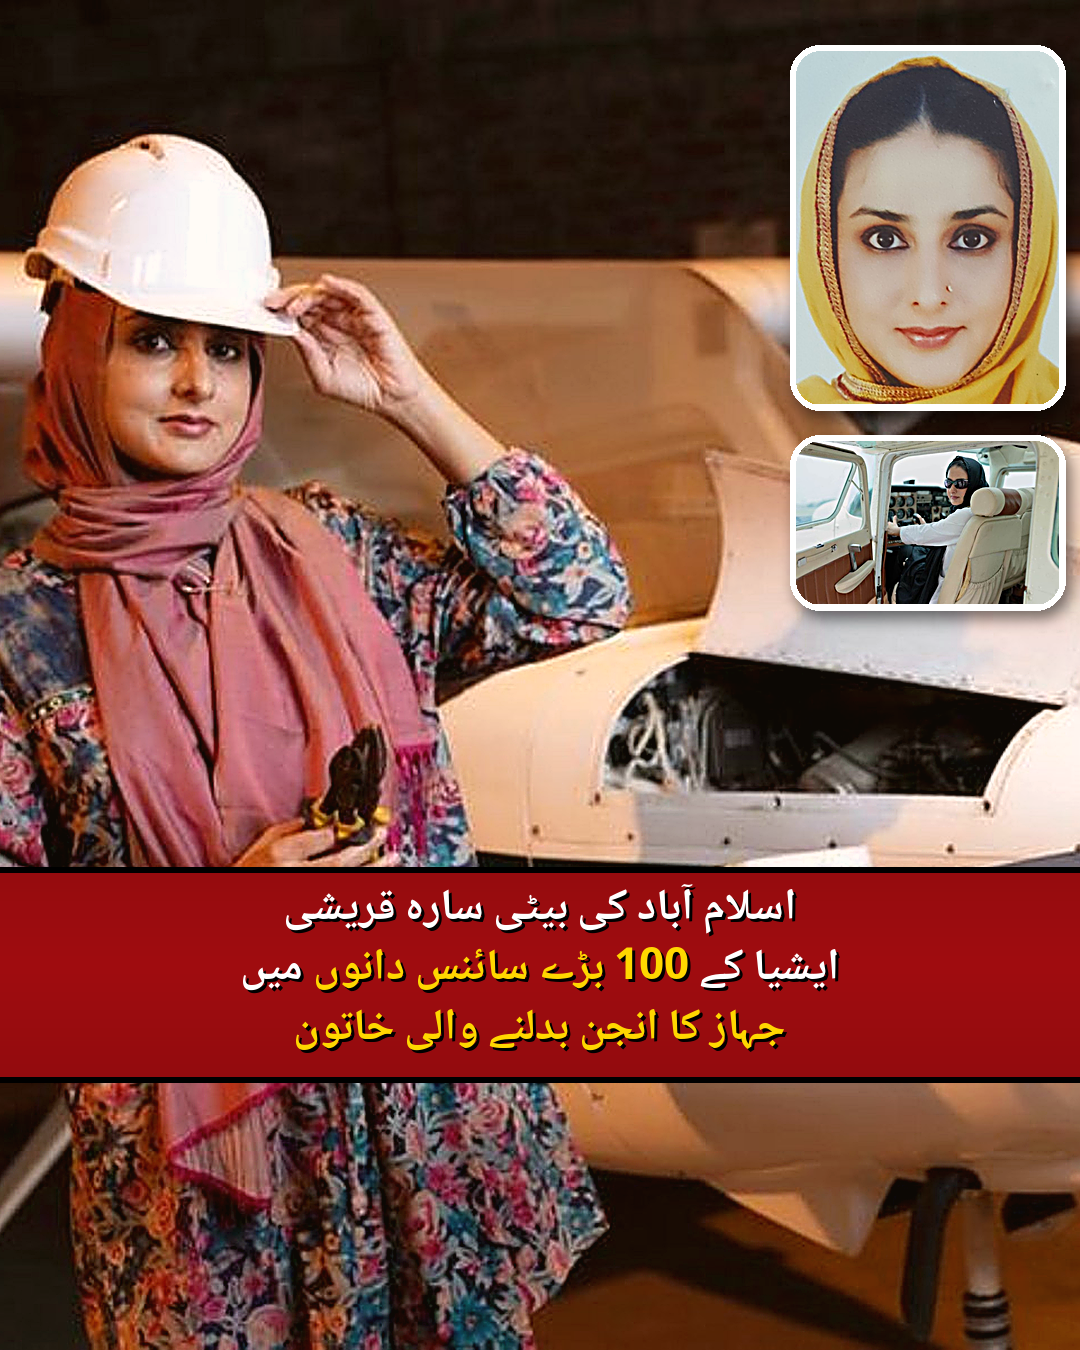 اسلام آباد کی بیٹی سارہ قریشی
ایشیا کے 100 بڑے سائنس دانوں میں
جہاز کا انجن بدلنے والی خاتون